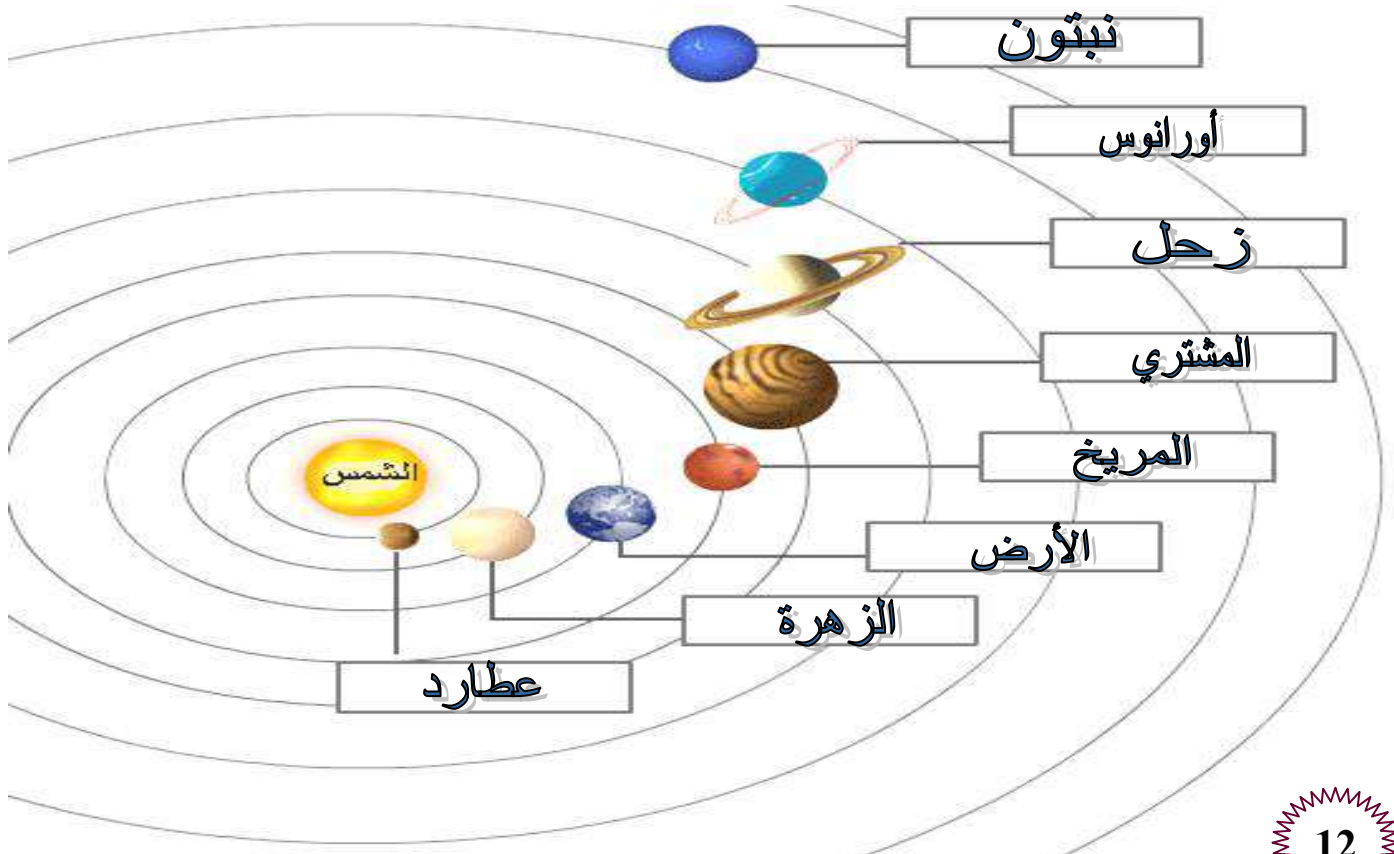 نبتون
أورانوس
زحل
المشتري
المريخ
الشمس
الأرض
الزهرة
عطارد
12